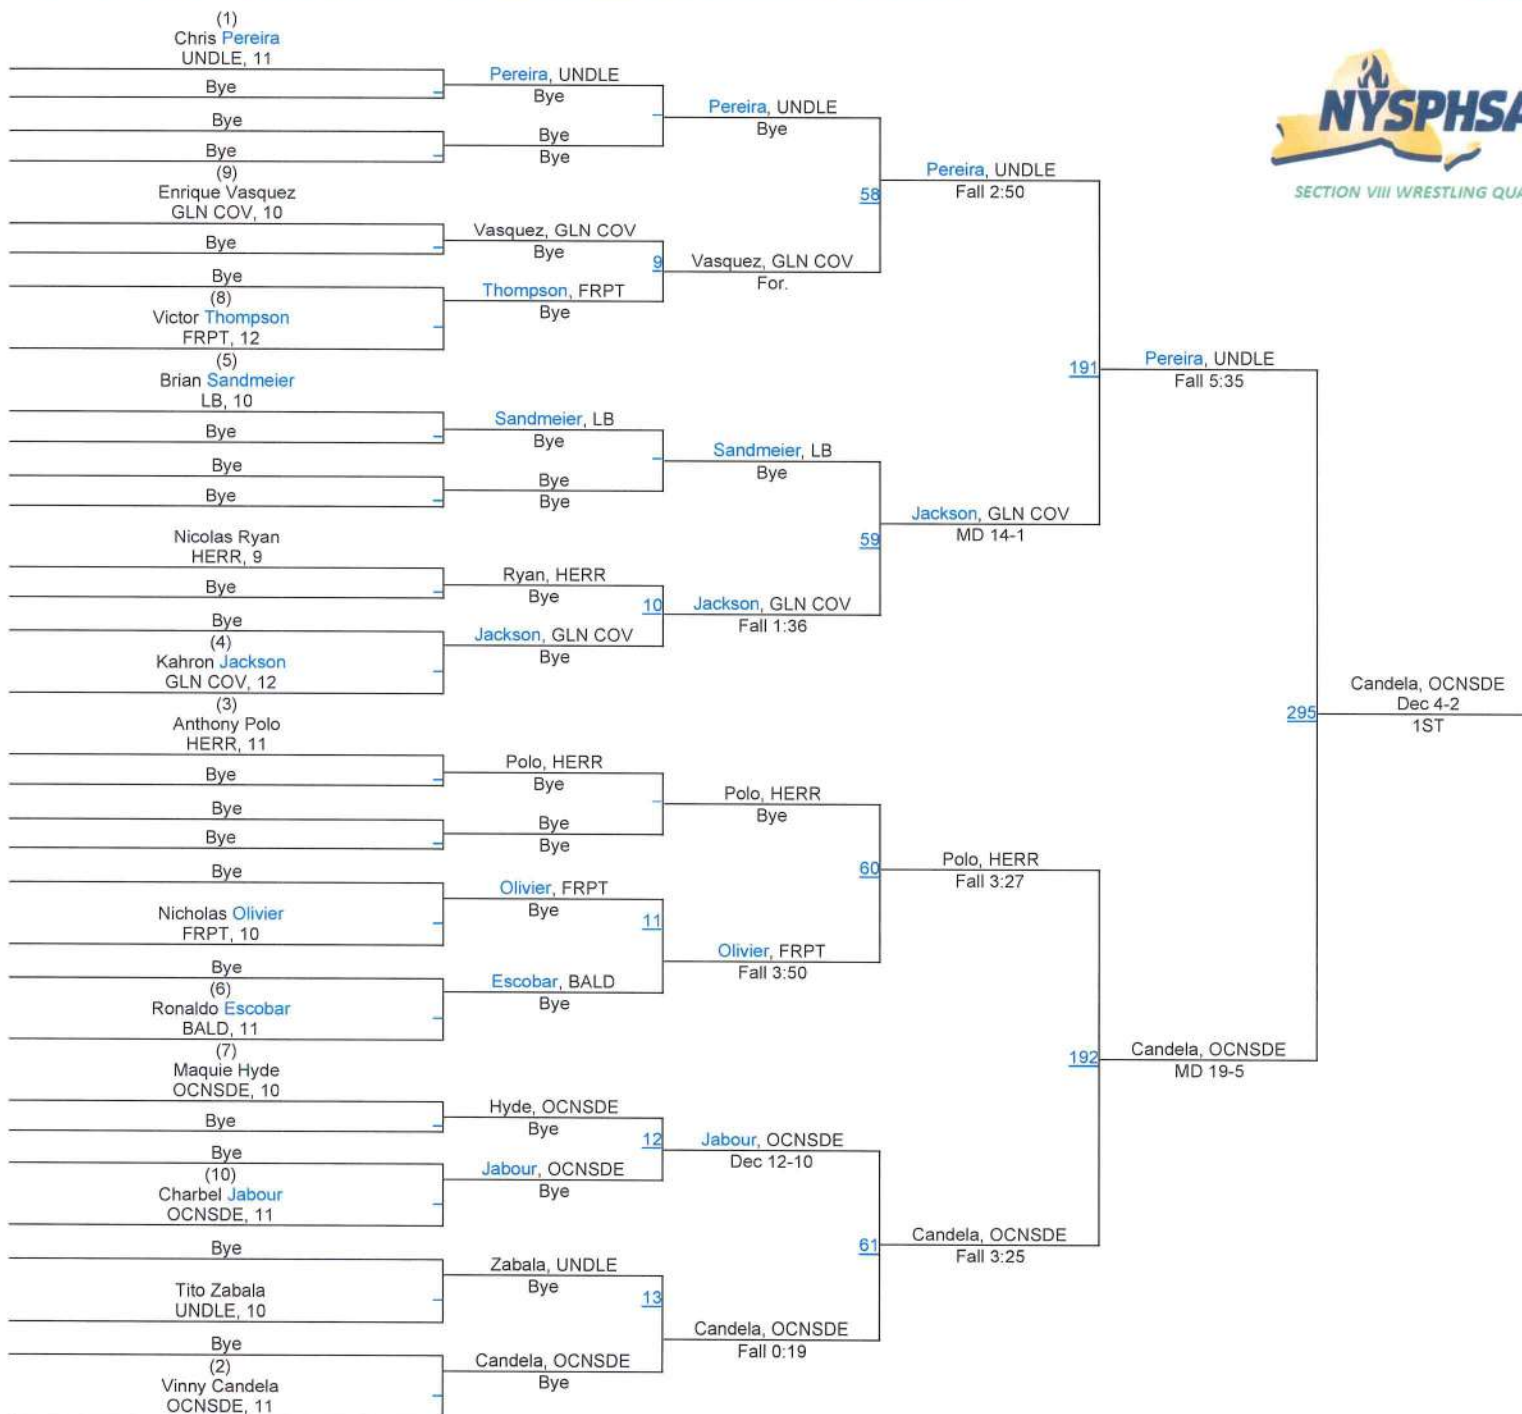 (1)
Chris Pereira
UNDLE, 11
Bye
Bye
Bye
(9)
Enrique Vasquez
GLN COV, 10
Bye
Bye
(8)
Victor Thompson
FRPT, 12
(5)
Brian Sandmeier
LB, 10
Bye
Bye
Bye
Nicolas Ryan
HERR, 9
Bye
Bye
(4)
Kahron Jackson
GLN COV, 12
(3)
Anthony Polo
HERR, 11
Bye
Bye
Bye
Bye
Nicholas Olivier
FRPT, 10
Bye
(6)
Ronaldo Escobar
BALD, 11
(7)
Maquie Hyde
OCNSDE, 10
Bye
Bye
(10)
Charbel Jabour
OCNSDE, 11
Bye
Tito Zabala
UNDLE, 10
Bye
(2)
Vinny Candela
OCNSDE, 11
Pereira, UNDLE
Bye
Bye
Bye
Vasquez, GLN COV
Bye
9
Thompson, FRPT
Bye
Sandmeier, LB
Bye
Bye
Bye
Ryan, HERR
Bye
10
Jackson, GLN COV
Bye
Polo, HERR
Bye
Bye
Bye
Olivier, FRPT
Bye
11
Escobar, BALD
Bye
Hyde, OCNSDE
Bye
12
Jabour, OCNSDE
Bye
Zabala, UNDLE
Bye
13
Candela, OCNSDE
Bye
Pereira, UNDLE
Bye
58
Vasquez, GLN COV
For.
Sandmeier, LB
Bye
59
Jackson, GLN COV
Fall 1:36
Polo, HERR
Bye
60
Olivier, FRPT
Fall 3:50
Jabour, OCNSDE
Dec 12-10
61
Candela, OCNSDE
Fall 0:19
Pereira, UNDLE
Fall 2:50
191
Jackson, GLN COV
MD 14-1
Polo, HERR
Fall 3:27
192
Candela, OCNSDE
Fall 3:25
Pereira, UNDLE
Fall 5:35
295
Candela, OCNSDE
MD 19-5
Candela, OCNSDE
Dec 4-2
1ST
NYSPHSA
SECTION VIII WRESTLING QUA